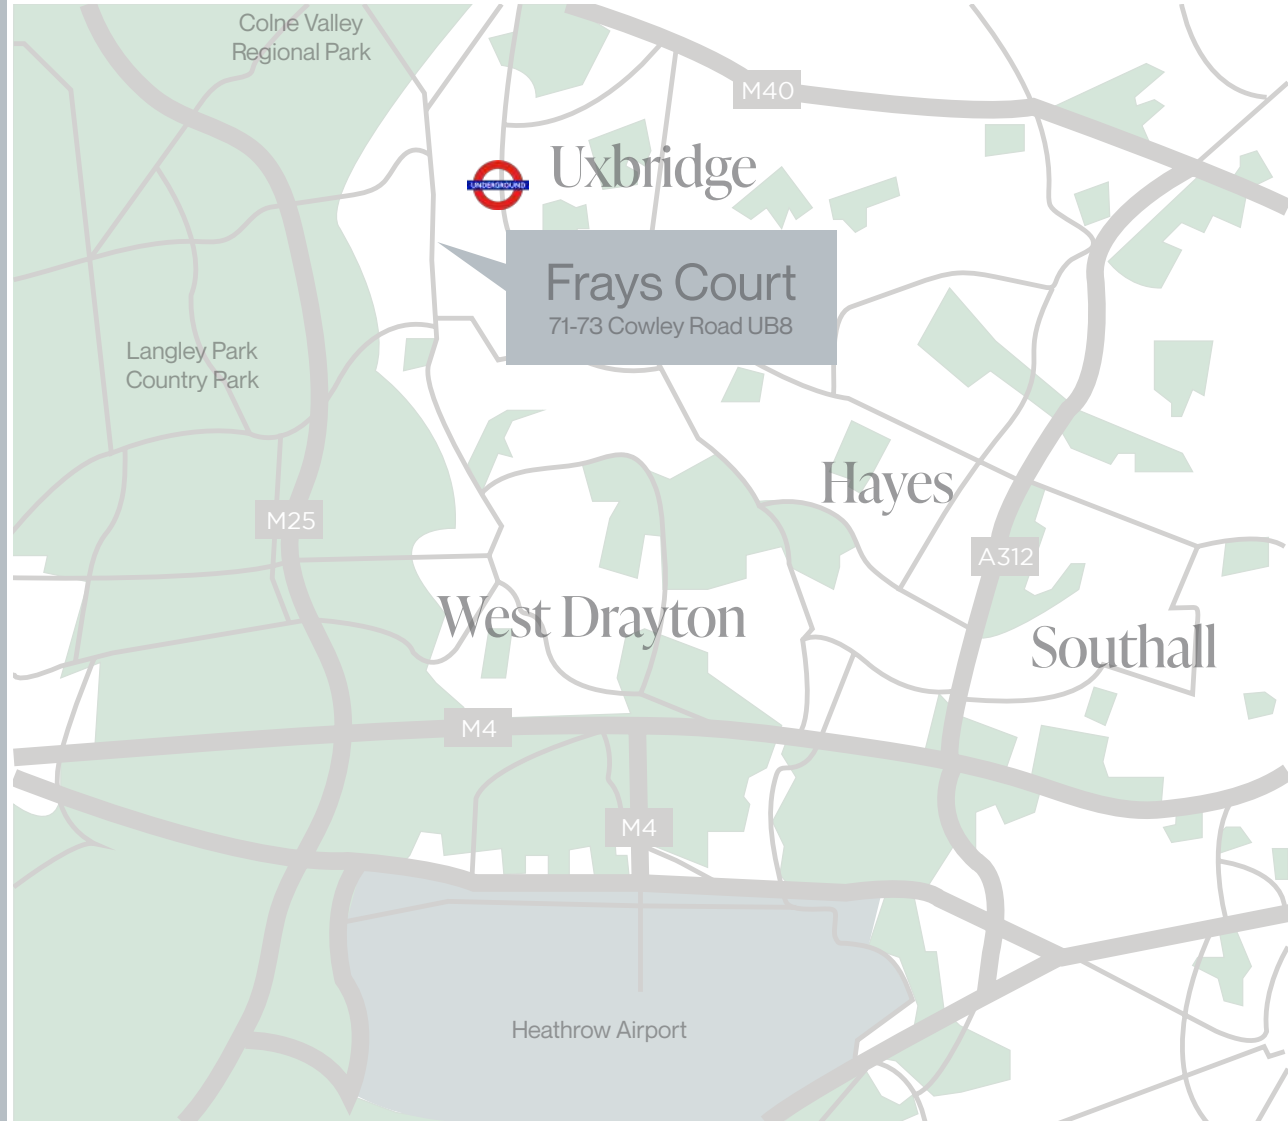 Colne Valley
Regional Park
M40
Uxbridge
UNDERGROUND
Frays Court
71-73 Cowley Road UB8
Langley Park
Country Park
Hayes
M25
A312
West Drayton
Southall
M4
M4
Heathrow Airport